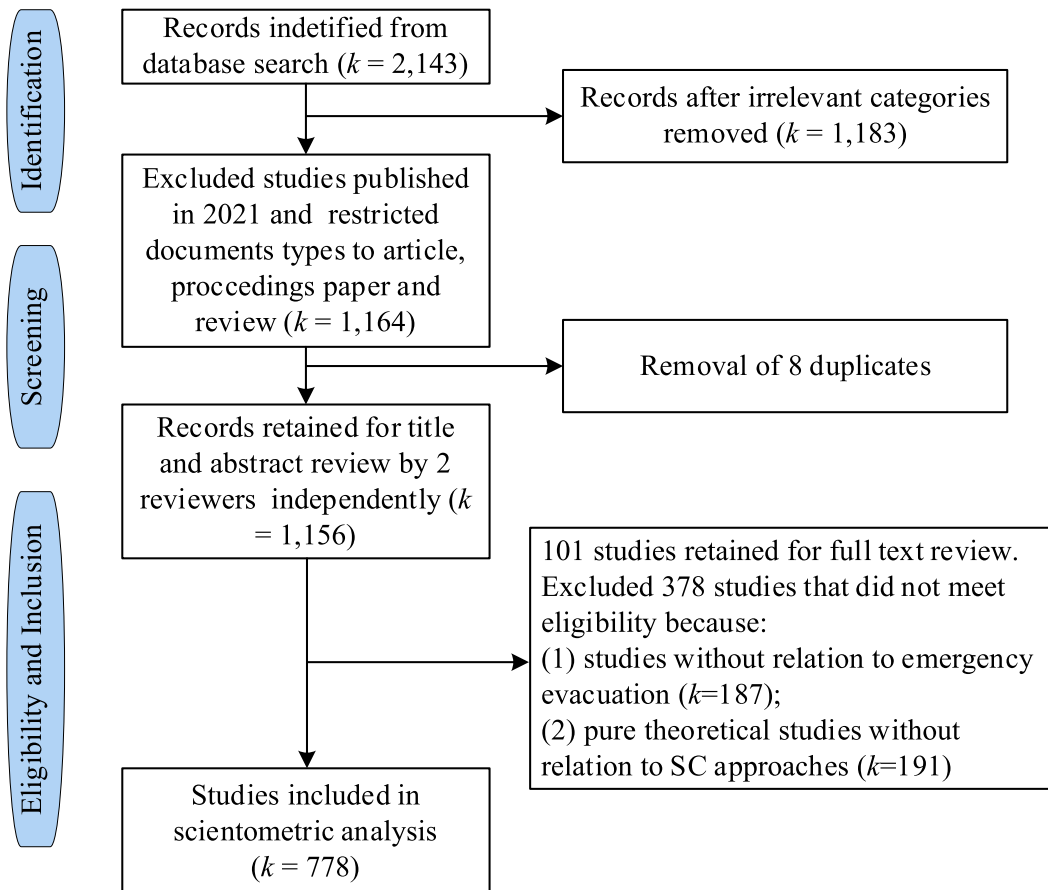 Identification
Records indetified from
database search (k = 2,143)
Records after irrelevant categories
removed (k = 1,183)
Excluded studies published
in 2021 and  restricted
documents types to article,
proccedings paper and
review (k = 1,164)
Screening
Removal of 8 duplicates
Records retained for title
and abstract review by 2
reviewers  independently (k
= 1,156)
Eligibility and Inclusion
101 studies retained for full text review.
Excluded 378 studies that did not meet
eligibility because:
(1) studies without relation to emergency
evacuation (k=187);
(2) pure theoretical studies without
relation to SC approaches (k=191)
Studies included in
scientometric analysis
(k = 778)